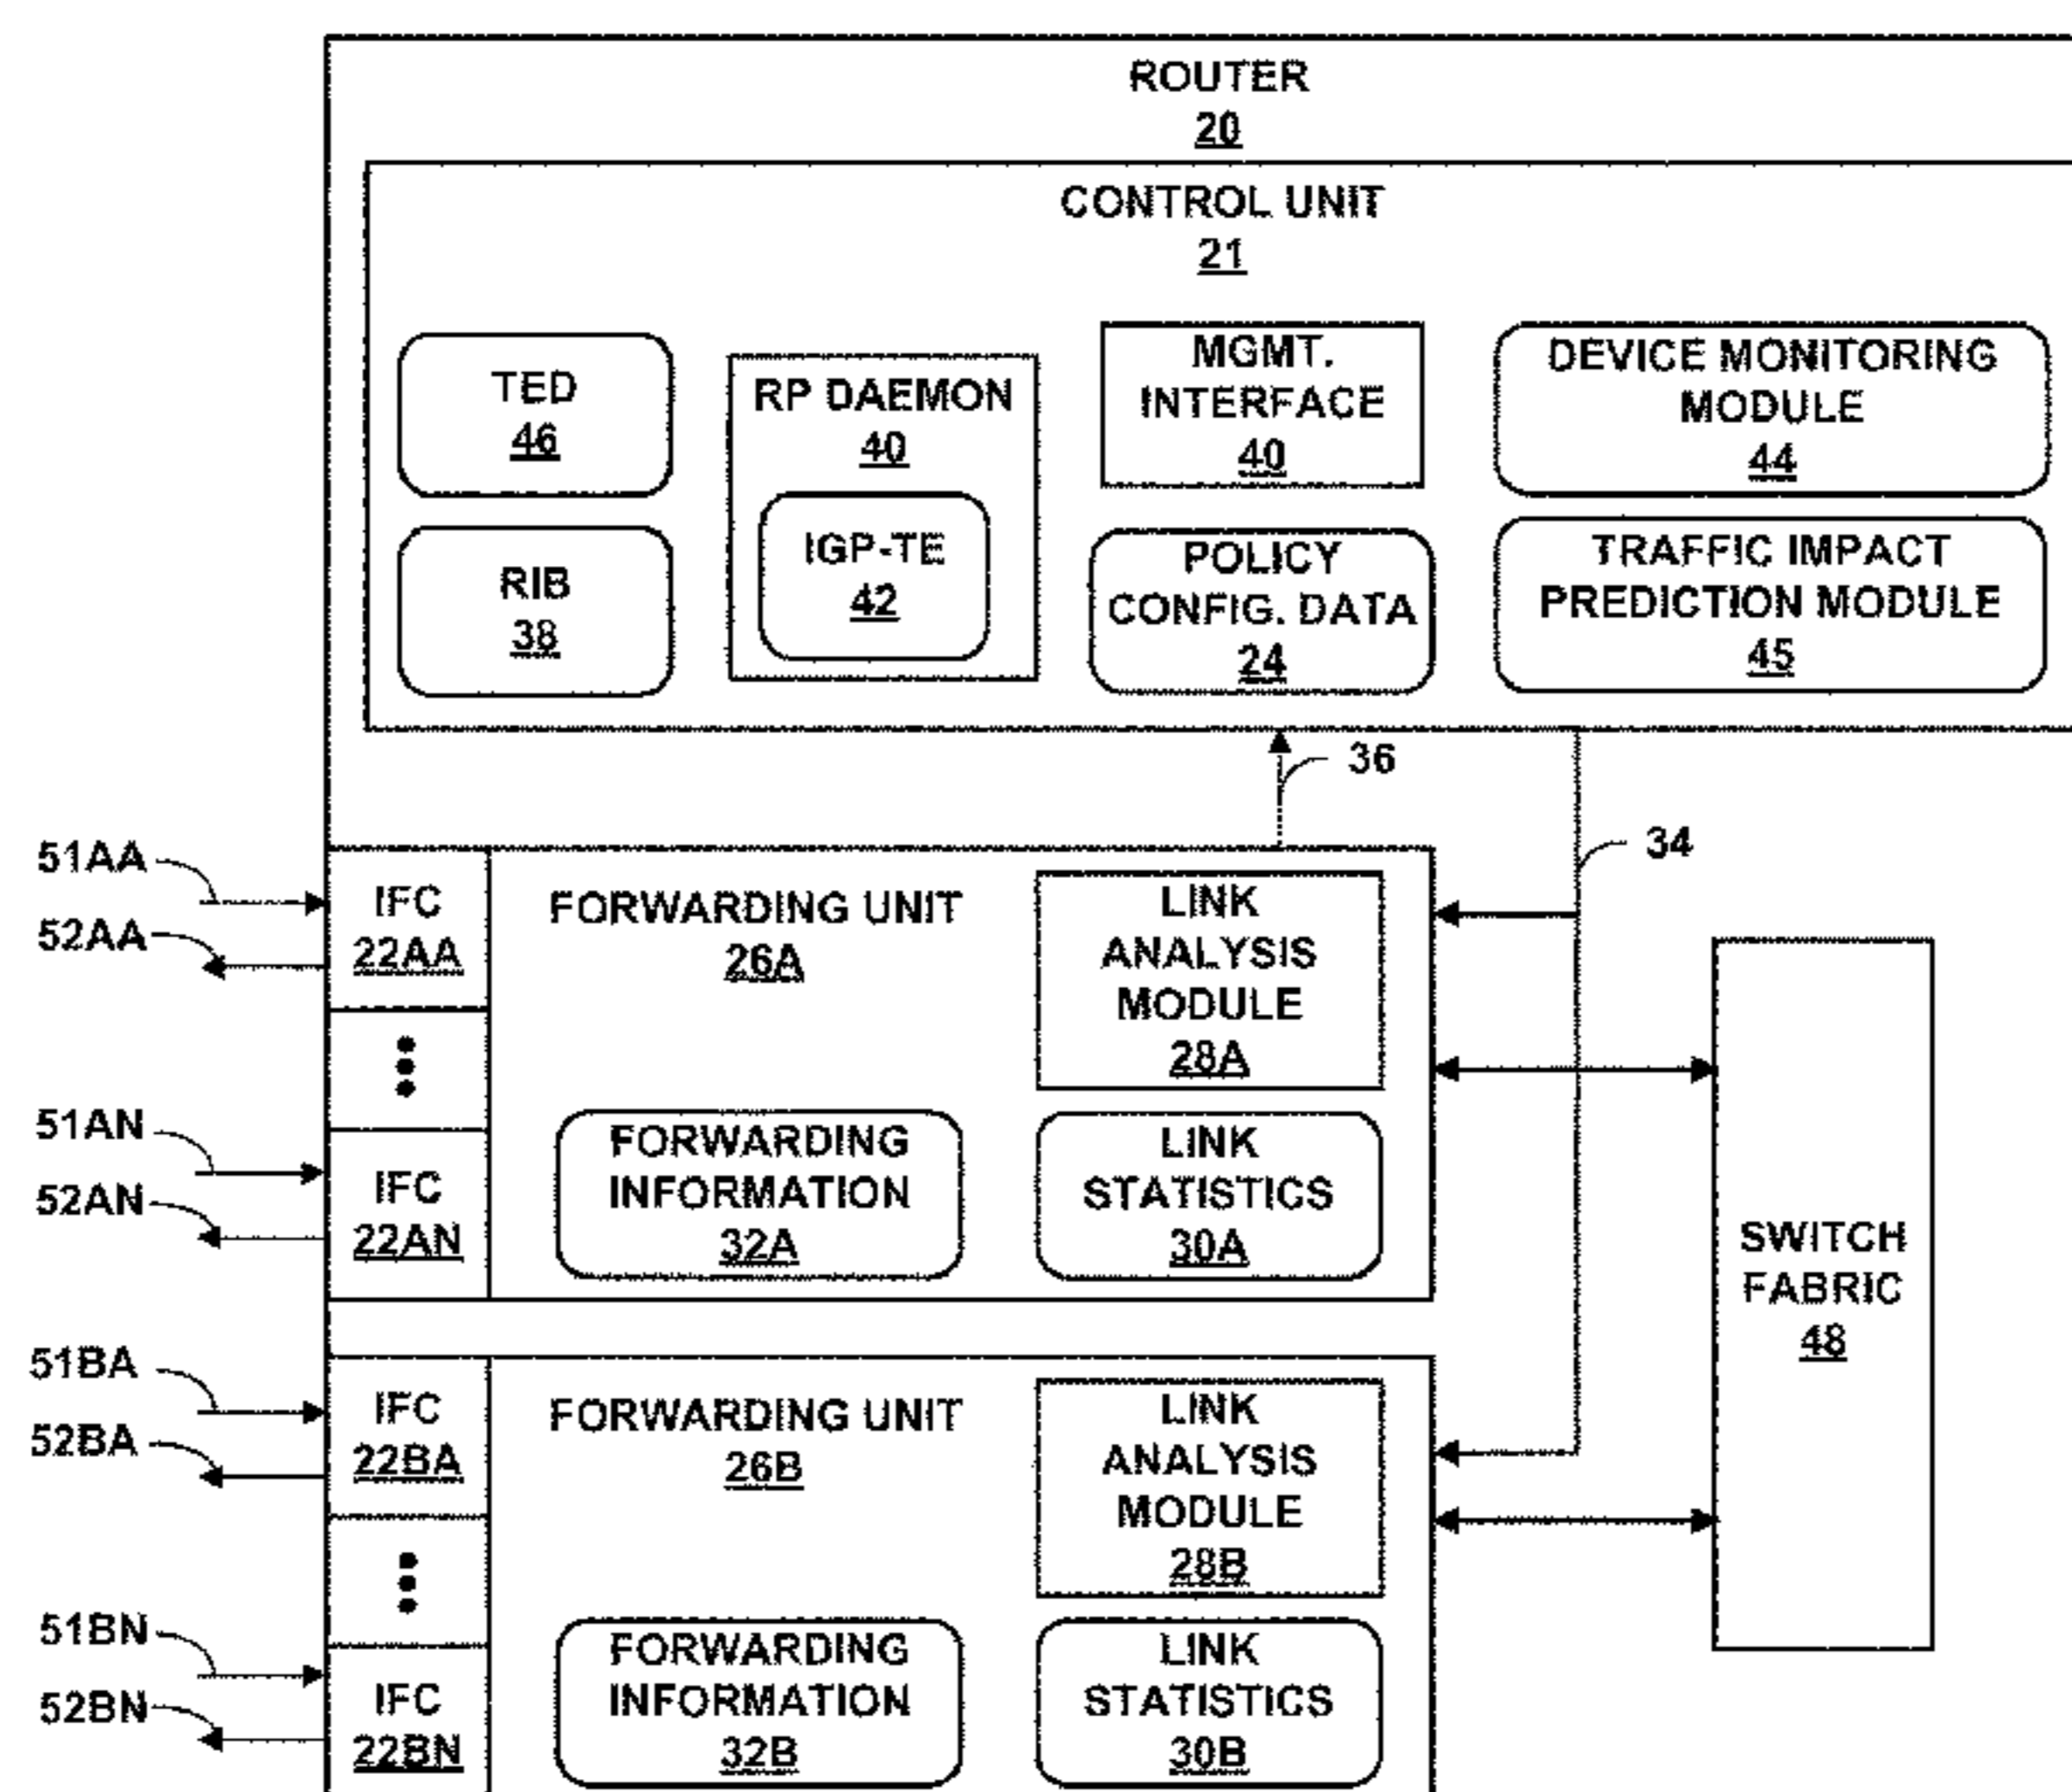 ROUTER
20
CONTROL UNIT
21
TED
46
RP DAEMON
40
IGP-TE
42
MGMT.
INTERFACE
40
DEVICE MONITORING
MODULE
44
RIB
38
POLICY
CONFIG. DATA
24
TRAFFIC IMPACT
PREDICTION MODULE
45
36
34
51AA
52AA
IFC
22AA
FORWARDING UNIT
26A
LINK
ANALYSIS
MODULE
28A
51AN
52AN
IFC
22AN
FORWARDING
INFORMATION
32A
LINK
STATISTICS
30A
SWITCH
FABRIC
48
51BA
52BA
IFC
22BA
FORWARDING UNIT
26B
LINK
ANALYSIS
MODULE
28B
51BN
52BN
IFC
22BN
FORWARDING
INFORMATION
32B
LINK
STATISTICS
30B